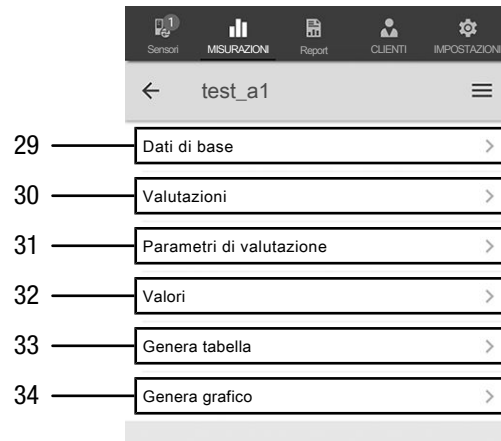 1
Sensori MISURAZIONI Report CLIENTI IMPOSTAZIONI
test_a1
29 Dati di base
30 Valutazioni
31 Parametri di valutazione
32 Valori
33 Genera tabella
34 Genera grafico